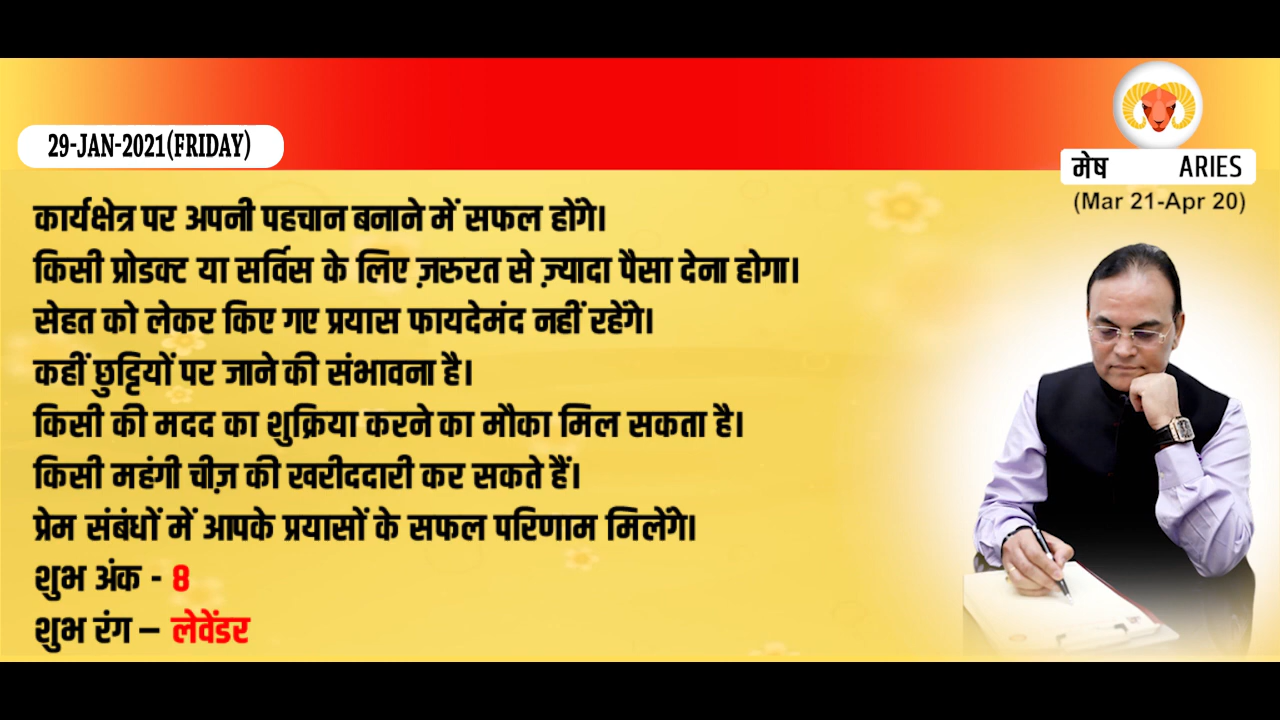 29-JAN-2021(FRIDAY)
मेष ARIES
(Mar 21-Apr 20)
कार्यक्षेत्र पर अपनी पहचान बनाने में सफल होंगे।
किसी प्रोडक्ट या सर्विस के लिए ज़रुरत से ज़्यादा पैसा देना होगा।
सेहत को लेकर किए गए प्रयास फायदेमंद नहीं रहेंगे।
कहीं छुट्टियों पर जाने की संभावना है।
किसी की मदद का शुक्रिया करने का मौका मिल सकता है।
किसी महंगी चीज़ की खरीददारी कर सकते हैं।
प्रेम संबंधों में आपके प्रयासों के सफल परिणाम मिलेंगे।
शुभ अंक - 8
शुभ रंग – लेवेंडर